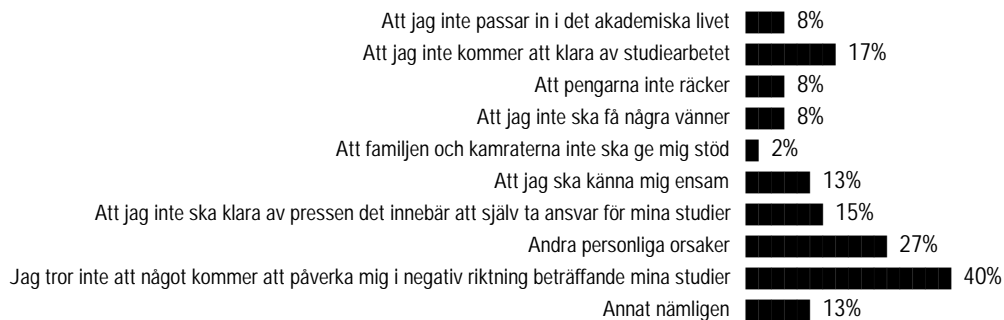 Att jag inte passar in i det akademiska livet 8%
Att jag inte kommer att klara av studiearbetet 17%
Att pengarna inte räcker 8%
Att jag inte ska få några vänner 8%
Att familjen och kamraterna inte ska ge mig stöd 2%
Att jag ska känna mig ensam 13%
Att jag inte ska klara av pressen det innebär att själv ta ansvar för mina studier 15%
Andra personliga orsaker 27%
Jag tror inte att något kommer att påverka mig i negativ riktning beträffande mina studier 40%
Annat nämligen 13%